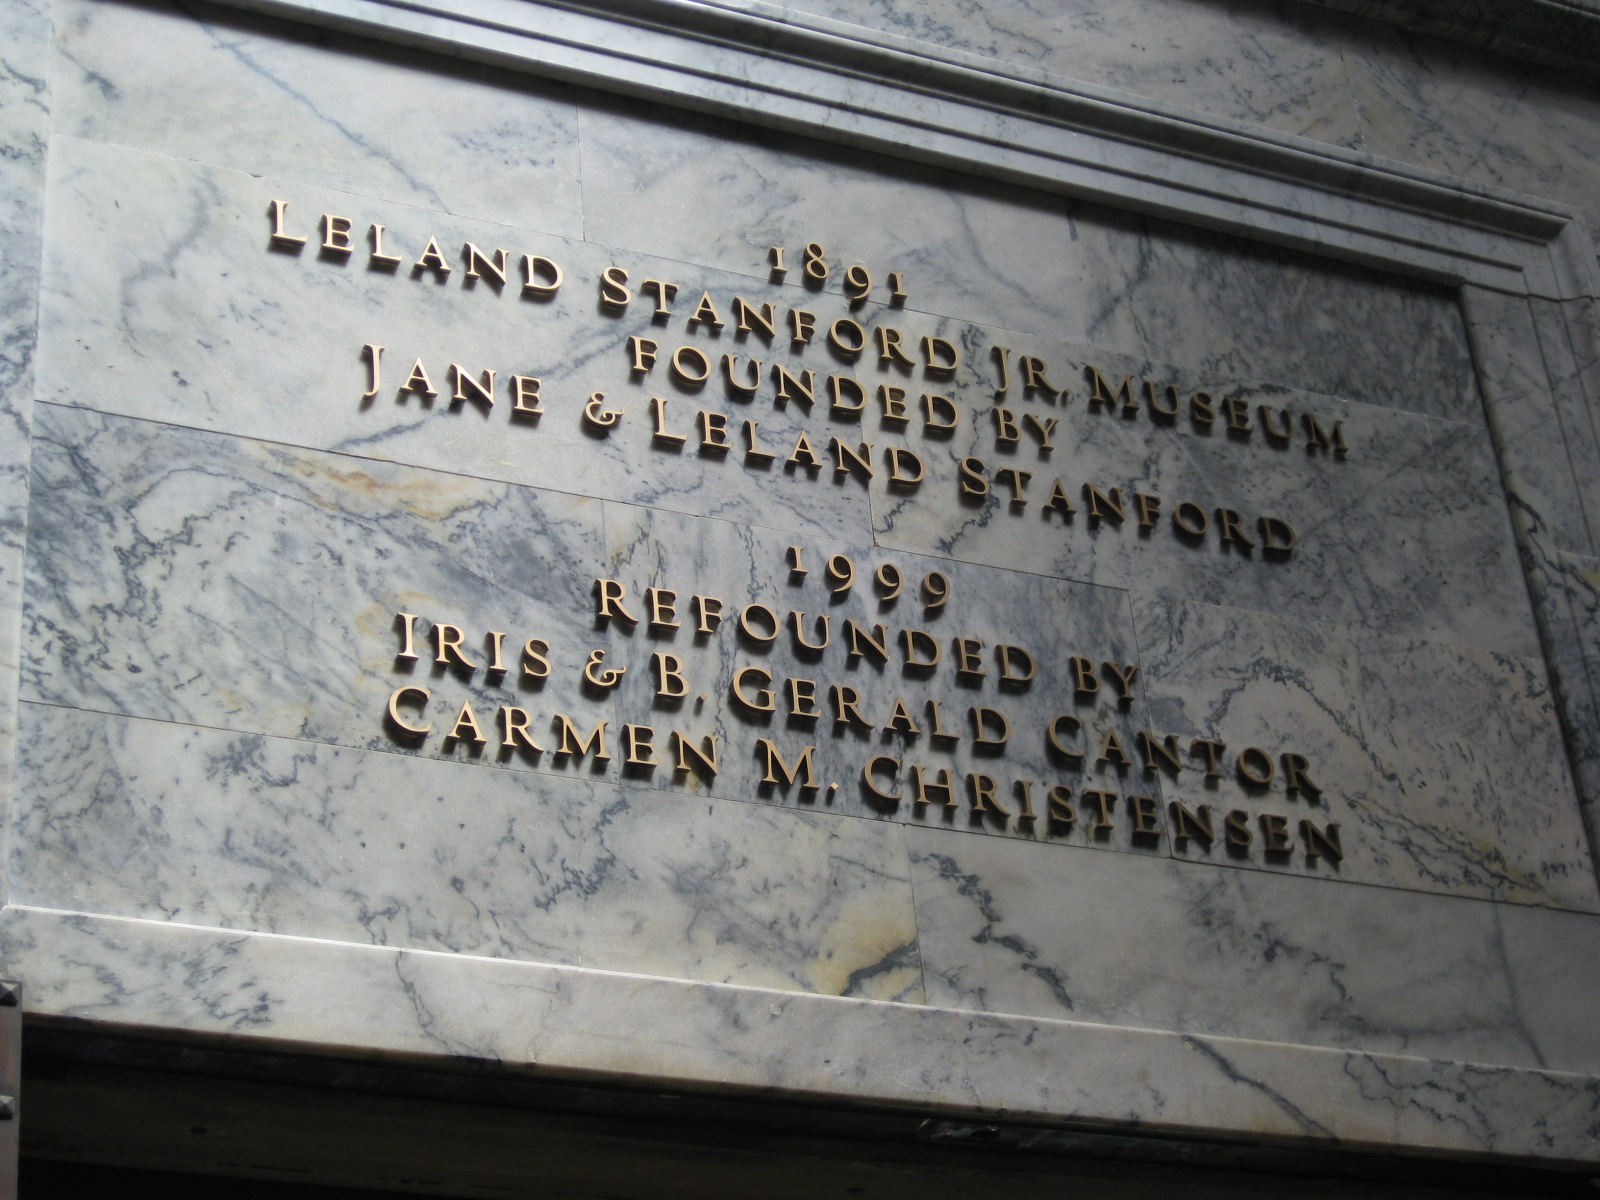 1891
LELAND STANFORD JR. MUSEUM
FOUNDED BY
JANE & LELAND STANFORD
1999
REFOUNDED BY
IRIS & B. GERALD CANTOR
CARMEN M. CHRISTENSEN